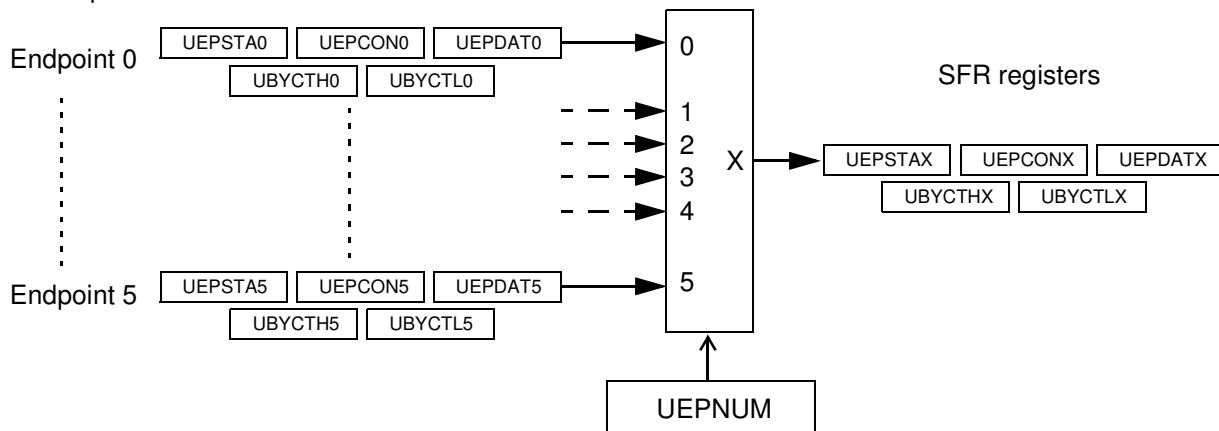 Endpoint 0
UEPSTA0 UEPCON0 UEPDAT0
UBYCTH0 UBYCTL0
0
1
2
3
4
5
X
SFR registers
UEPSTAX UEPCONX UEPDATX
UBYCTHX UBYCTLX
Endpoint 5
UEPSTA5 UEPCON5 UEPDAT5
UBYCTH5 UBYCTL5
UEPNUM